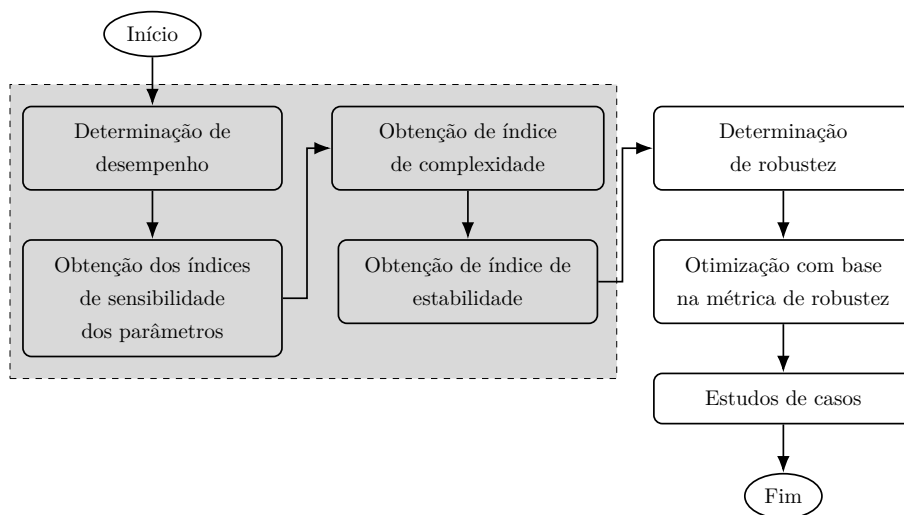 Início
Determinação de
desempenho
Obtenção dos índices
de sensibilidade
dos parâmetros
Obtenção de índice
de complexidade
Obtenção de índice de
estabilidade
Determinação
de robustez
Otimização com base
na métrica de robustez
Estudos de casos
Fim